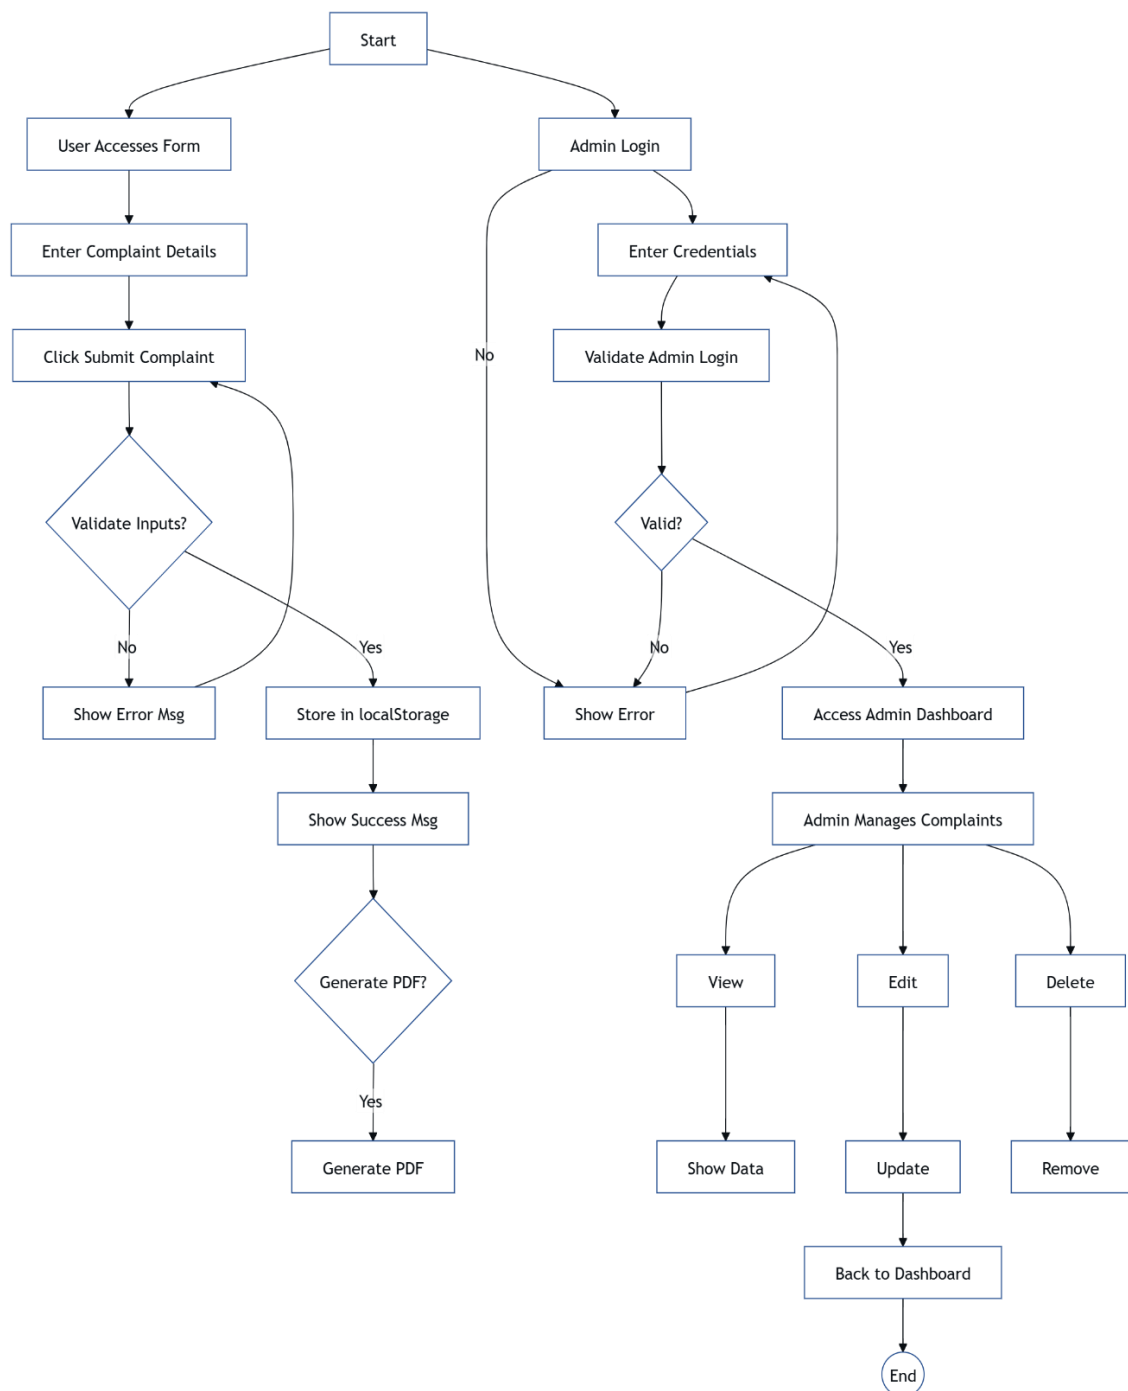 Start
User Accesses Form
Admin Login
Enter Complaint Details
Enter Credentials
Click Submit Complaint
No
Validate Admin Login
Validate Inputs?
Valid?
No
Yes
No
Yes
Show Error Msg
Store in localStorage
Show Error
Access Admin Dashboard
Show Success Msg
Admin Manages Complaints
Generate PDF?
View
Edit
Delete
Yes
Generate PDF
Show Data
Update
Remove
Back to Dashboard
End